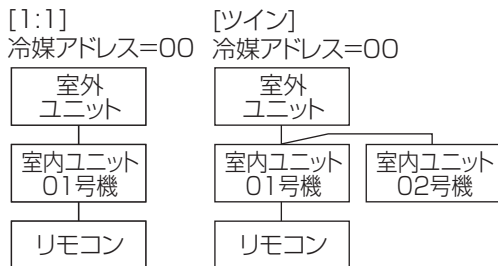 [1:1]
冷媒アドレス=00
室外
ユニット
室内ユニット
01号機
リモコン
[ツイン]
冷媒アドレス=00
室外
ユニット
室内ユニット
01号機
室内ユニット
02号機
リモコン